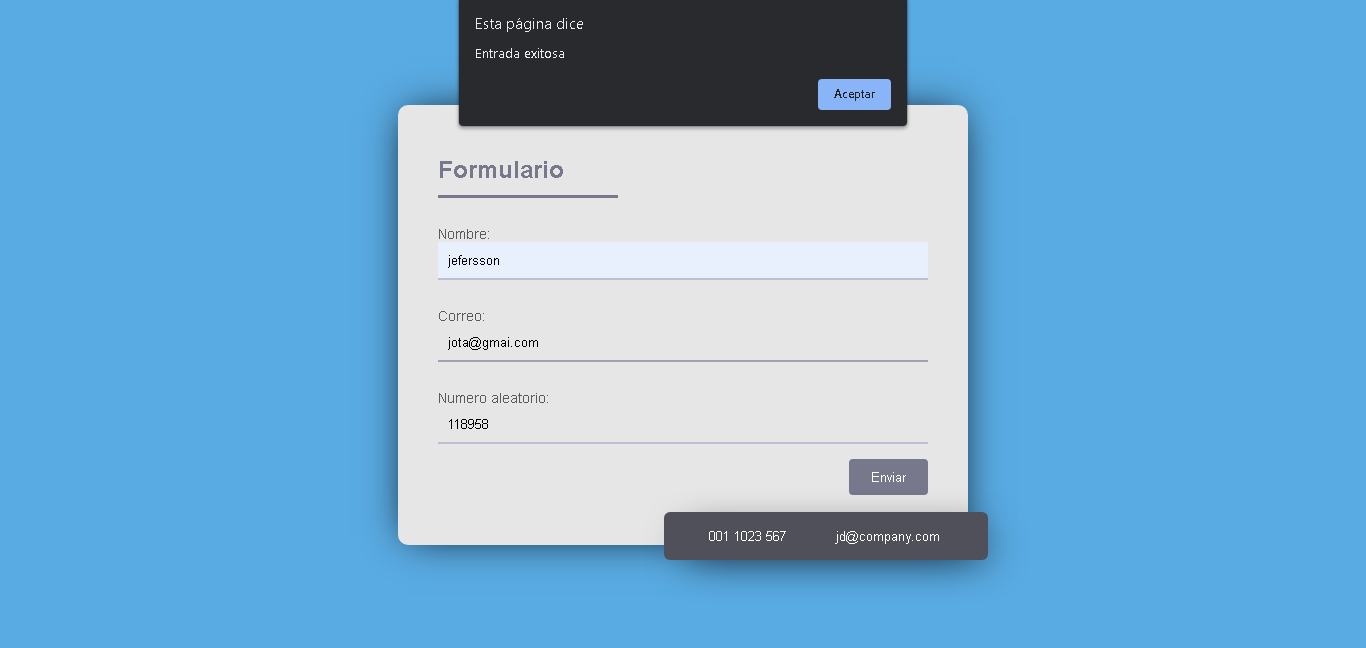 Esta página dice
Entrada exitosa
Aceptar
Formulario
Nombre:
jefersson
Correo:
jota@gmai.com
Numero aleatorio:
118958
Enviar
001 1023 567 jd@company.com